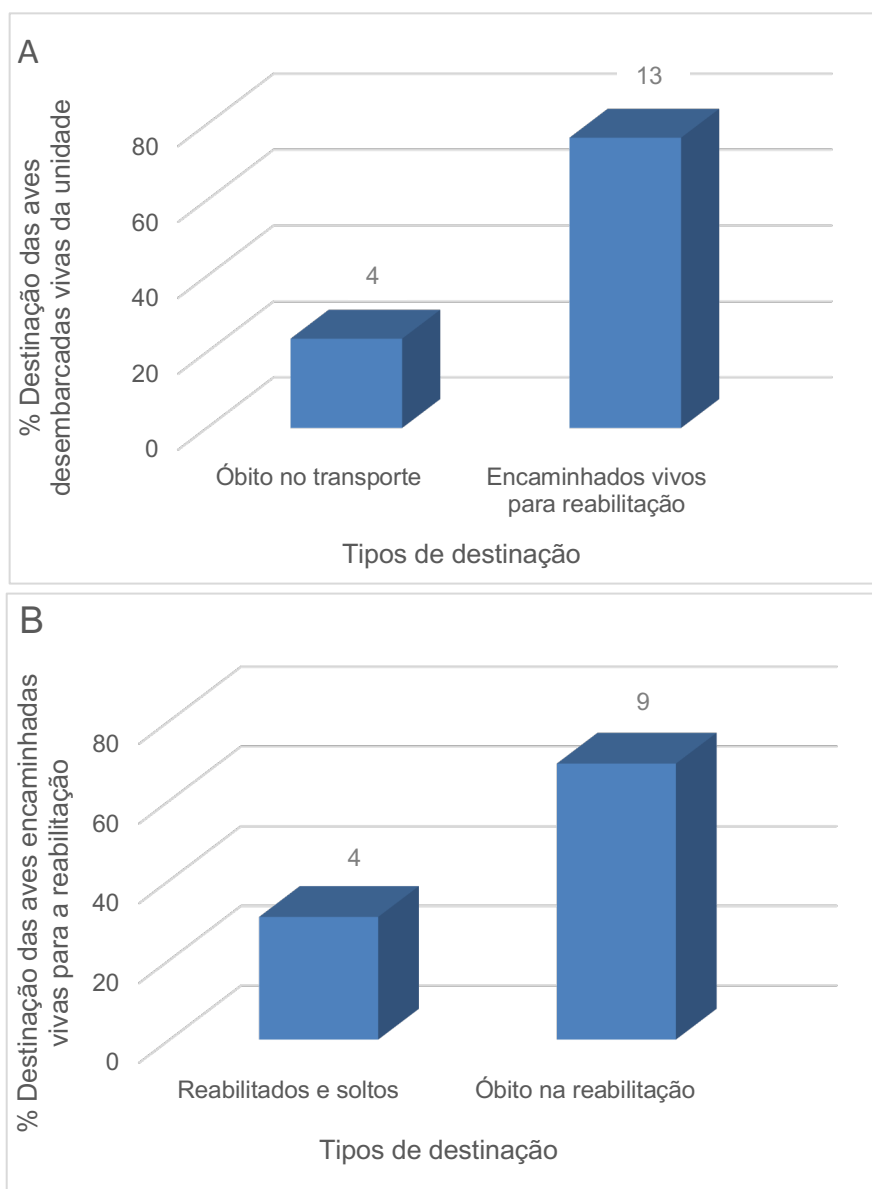 A
% Destinação das aves
desembarcadas vivas da unidade
80
60
40
20
0
4
13
Óbito no transporte
Encaminhados vivos
para reabilitação
Tipos de destinação
B
% Destinação das aves encaminhadas
vivas para a reabilitação
80
60
40
20
0
4
9
Reabilitados e soltos
Óbito na reabilitação
Tipos de destinação